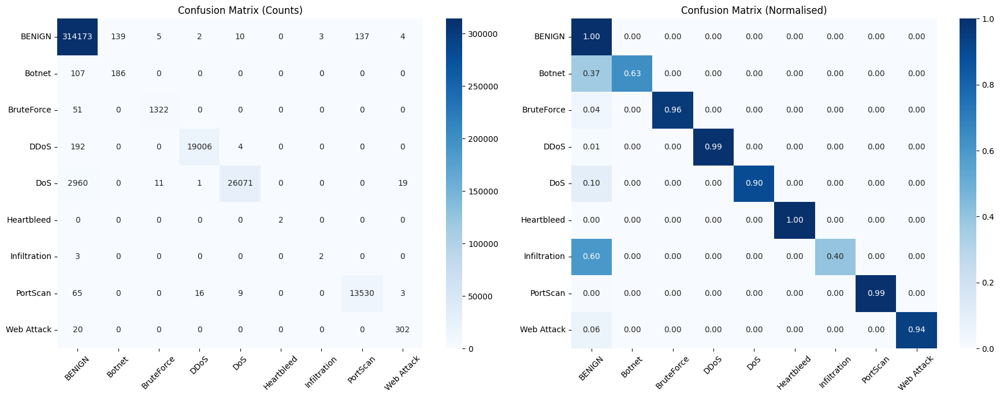 Confusion Matrix (Counts)
BENIGN 314173 139 5 2 10 0 3 137 4
Botnet 107 186 0 0 0 0 0 0 0
BruteForce 51 0 1322 0 0 0 0 0 0
DDoS 192 0 0 19006 4 0 0 0 0
DoS 2960 0 11 1 26071 0 0 0 19
Heartbleed 0 0 0 0 0 2 0 0 0
Infiltration 3 0 0 0 0 0 2 0 0
PortScan 65 0 0 16 9 0 0 13530 3
Web Attack 20 0 0 0 0 0 0 0 302
BENIGN Botnet BruteForce DDoS DoS Heartbleed Infiltration PortScan Web Attack
300000
250000
200000
150000
100000
50000
0
Confusion Matrix (Normalised)
BENIGN 1.00 0.00 0.00 0.00 0.00 0.00 0.00 0.00 0.00
Botnet 0.37 0.63 0.00 0.00 0.00 0.00 0.00 0.00 0.00
BruteForce 0.04 0.00 0.96 0.00 0.00 0.00 0.00 0.00 0.00
DDoS 0.01 0.00 0.00 0.99 0.00 0.00 0.00 0.00 0.00
DoS 0.10 0.00 0.00 0.00 0.90 0.00 0.00 0.00 0.00
Heartbleed 0.00 0.00 0.00 0.00 0.00 1.00 0.00 0.00 0.00
Infiltration 0.60 0.00 0.00 0.00 0.00 0.00 0.40 0.00 0.00
PortScan 0.00 0.00 0.00 0.00 0.00 0.00 0.00 0.99 0.00
Web Attack 0.06 0.00 0.00 0.00 0.00 0.00 0.00 0.00 0.94
BENIGN Botnet BruteForce DDoS DoS Heartbleed Infiltration PortScan Web Attack
1.0
0.8
0.6
0.4
0.2
0.0